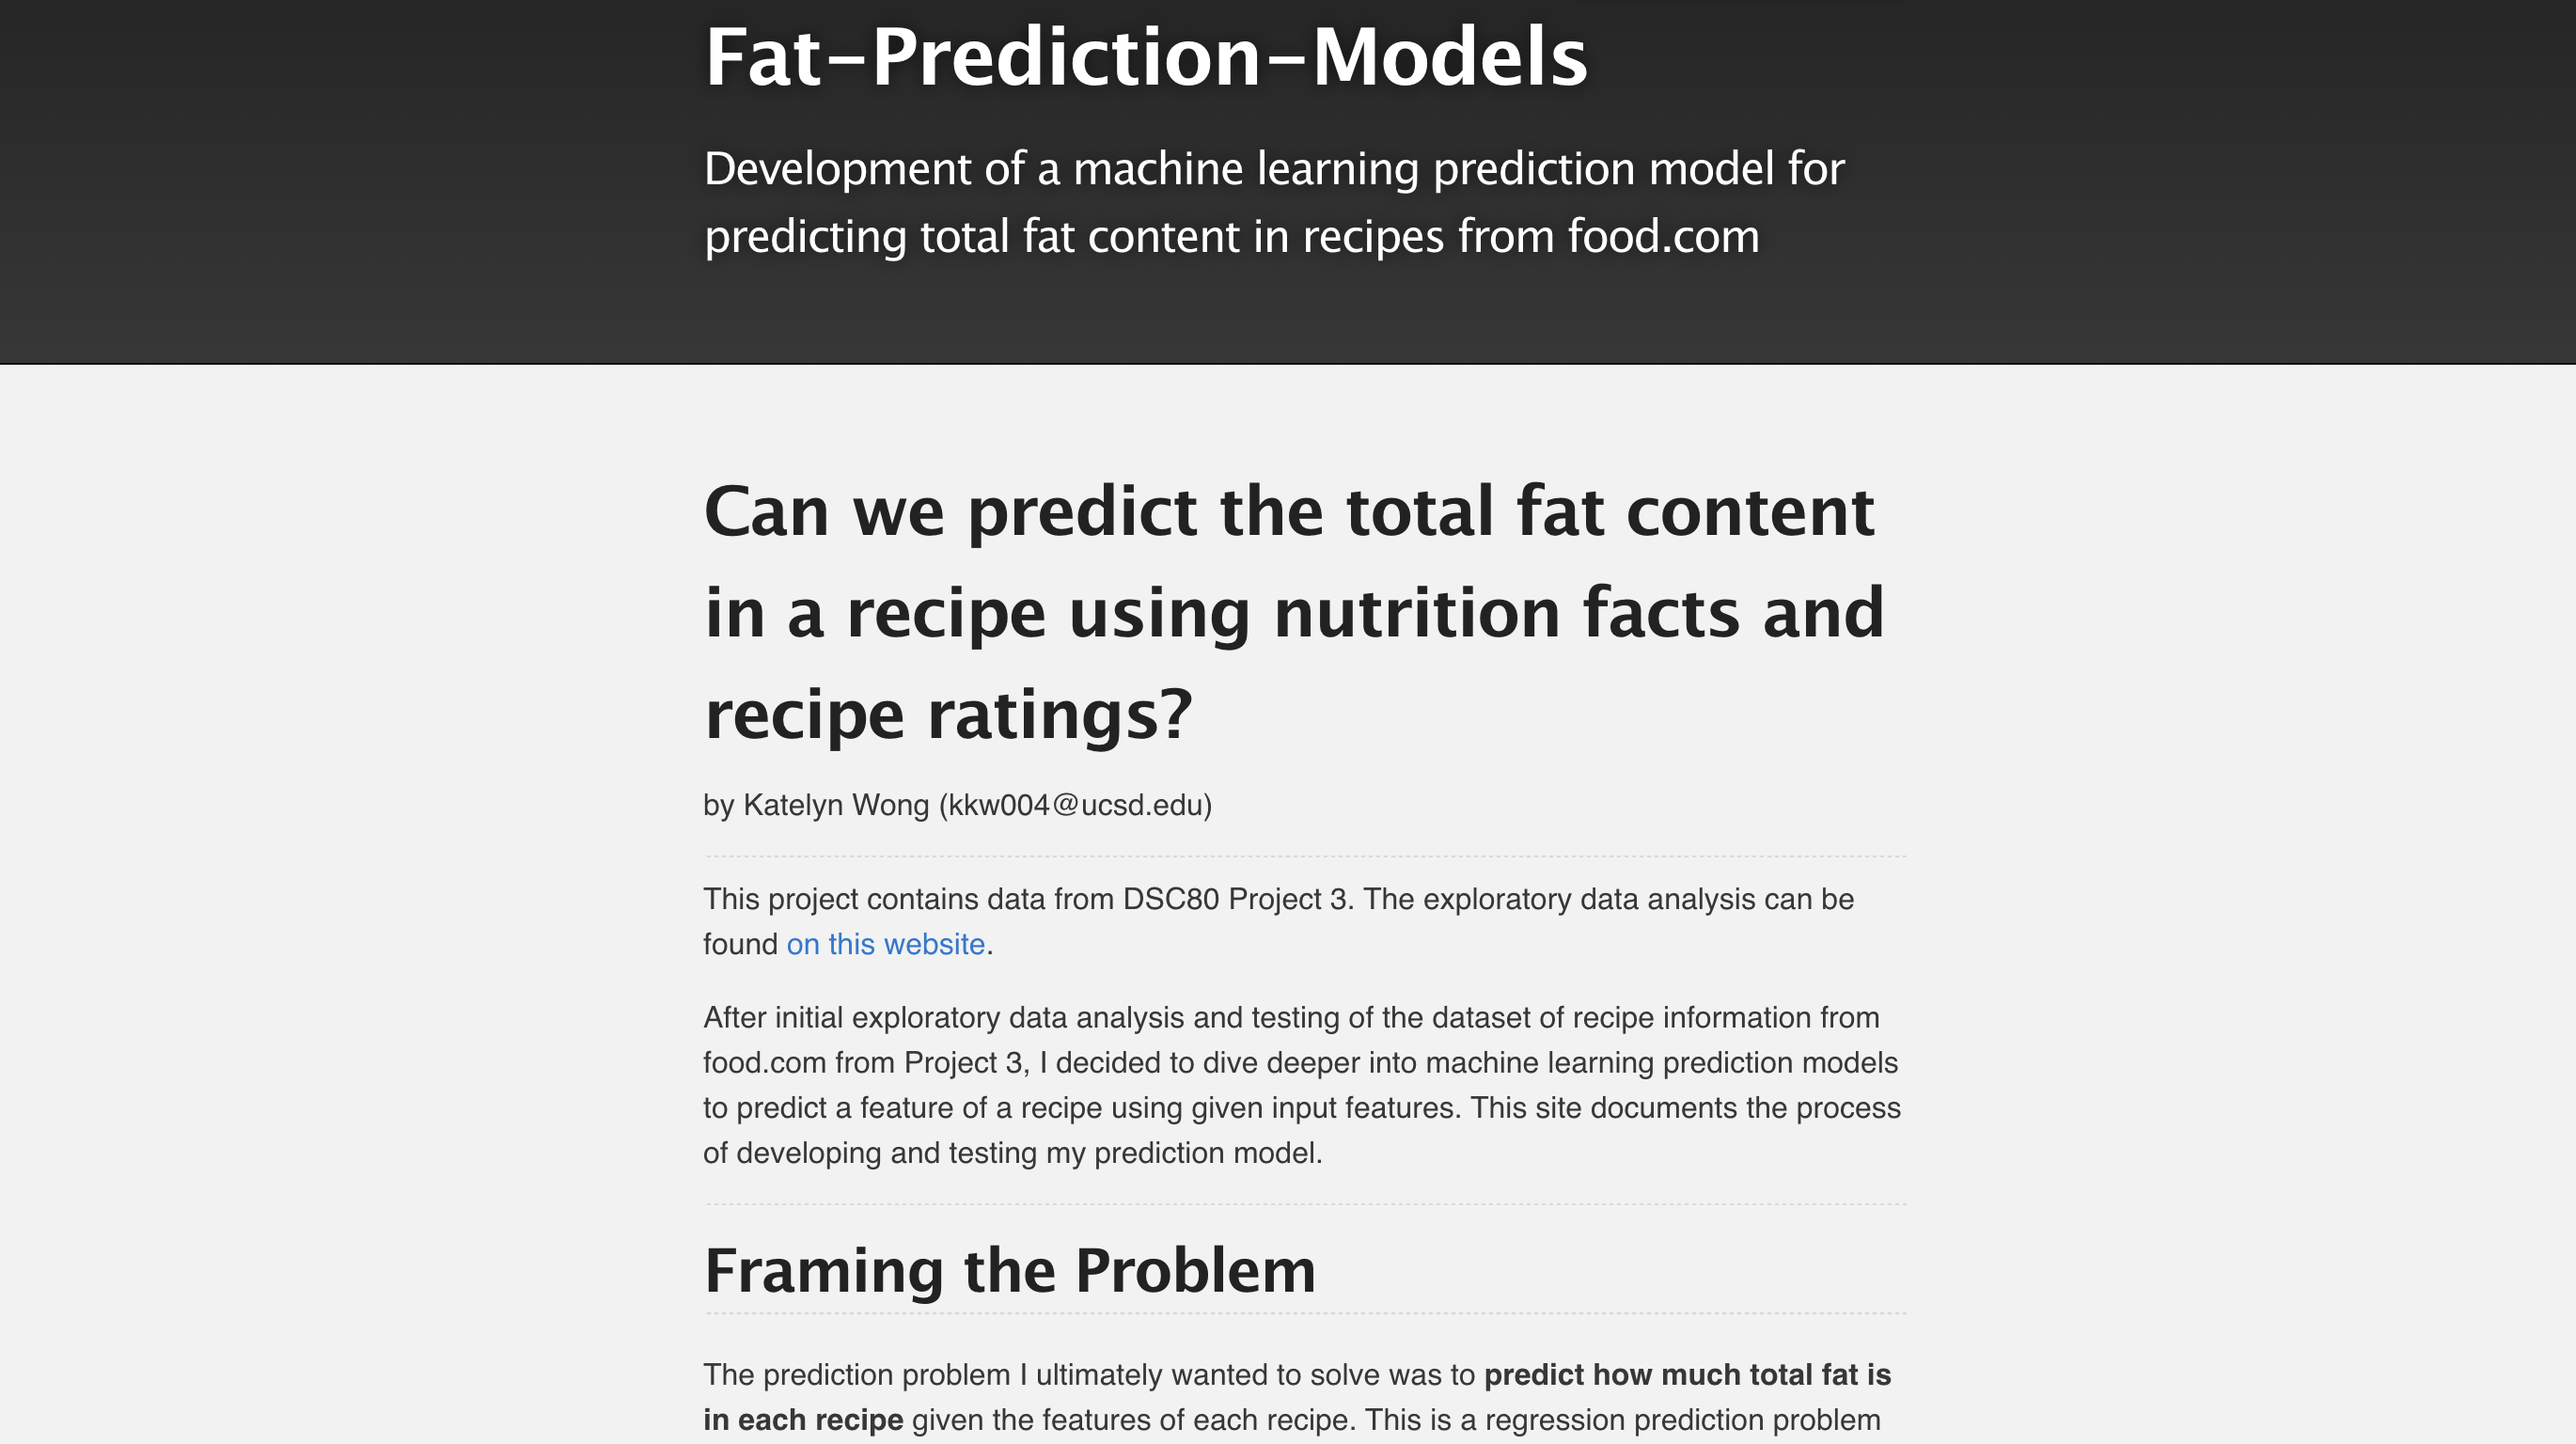 Fat-Prediction-Models
Development of a machine learning prediction model for
predicting total fat content in recipes from food.com
Can we predict the total fat content
in a recipe using nutrition facts and
recipe ratings?
by Katelyn Wong (kkw004@ucsd.edu)
This project contains data from DSC80 Project 3. The exploratory data analysis can be
found on this website.
After initial exploratory data analysis and testing of the dataset of recipe information from
food.com from Project 3, I decided to dive deeper into machine learning prediction models
to predict a feature of a recipe using given input features. This site documents the process
of developing and testing my prediction model.
Framing the Problem
The prediction problem I ultimately wanted to solve was to predict how much total fat is
in each recipe given the features of each recipe. This is a regression prediction problem